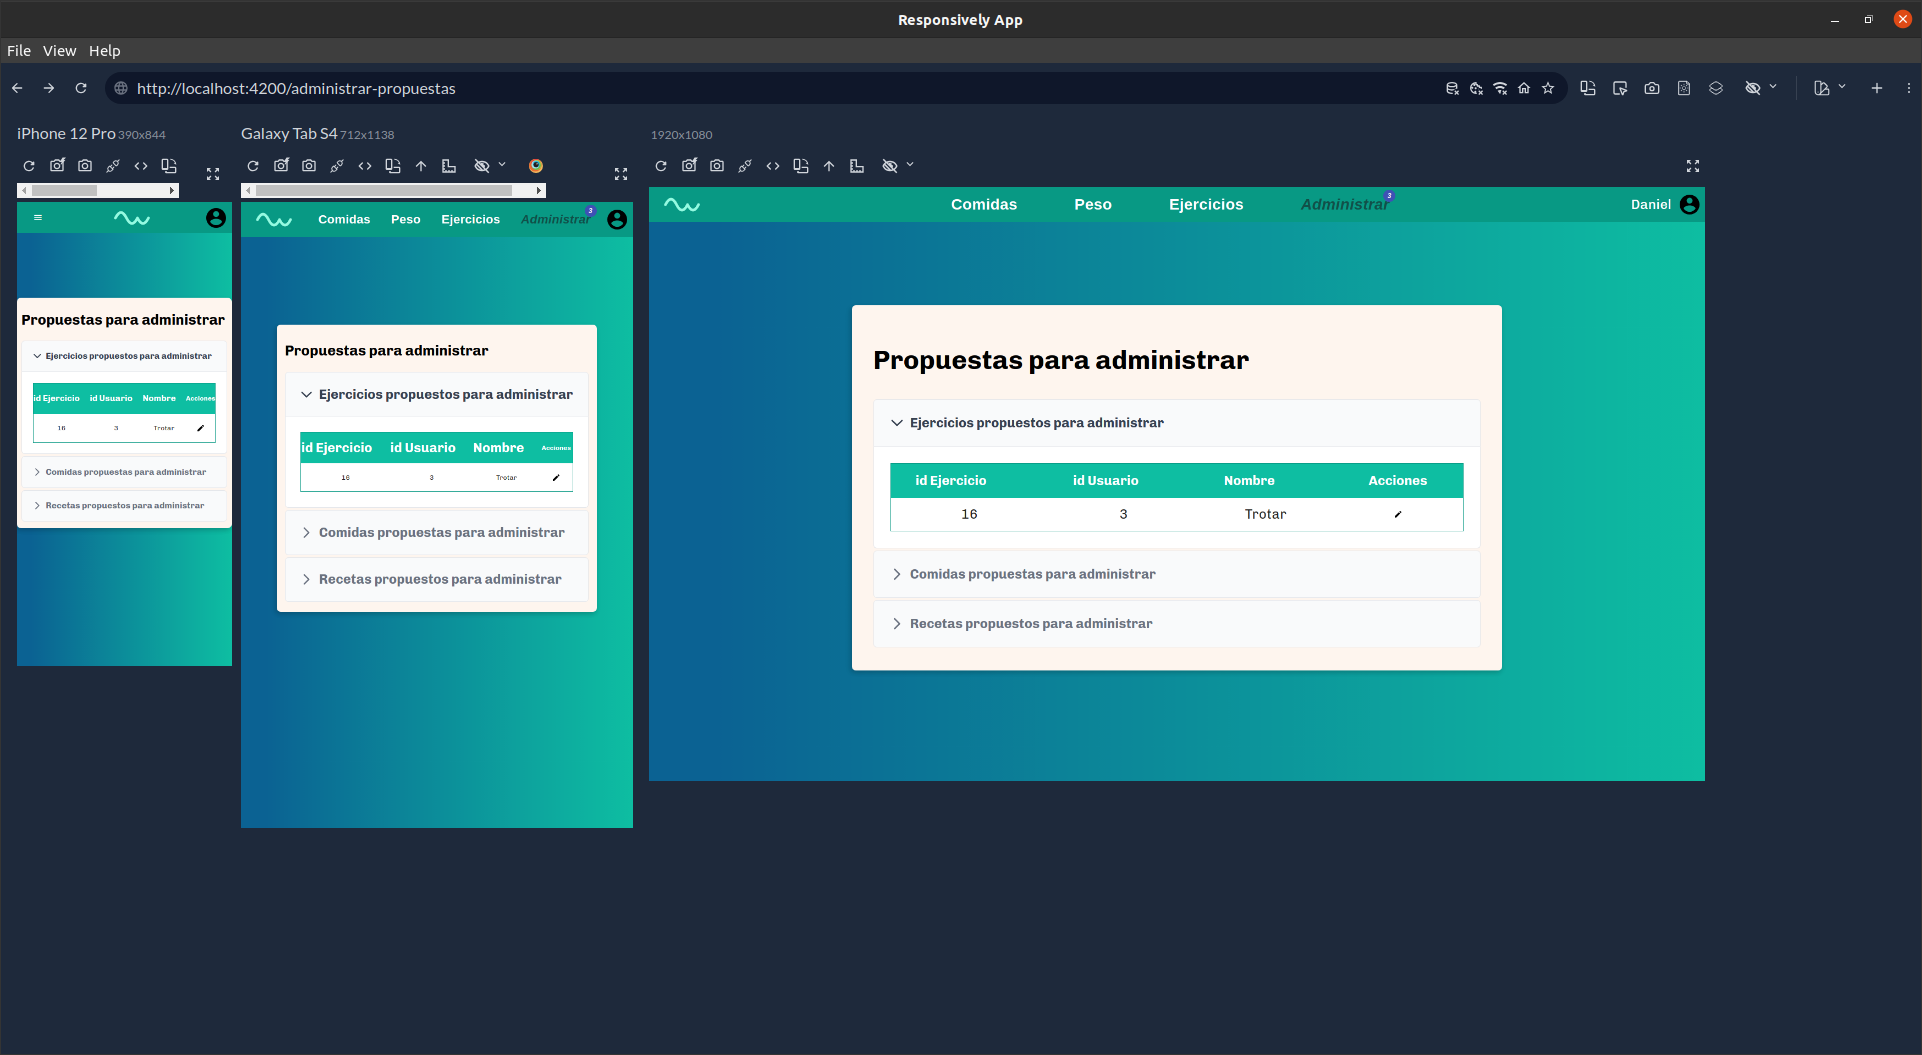 Responsively App
File View Help
http://localhost:4200/administrar-propuestas
iPhone 12 Pro 390x844
Galaxy Tab S4 712x1138
1920x1080
Propuestas para administrar
Ejercicios propuestos para administrar
id Ejercicio id Usuario Nombre Acciones
16 3 Trotar
Comidas propuestas para administrar
Recetas propuestos para administrar
Comidas Peso Ejercicios Administrar 3
Propuestas para administrar
Ejercicios propuestos para administrar
id Ejercicio id Usuario Nombre Acciones
16 3 Trotar
Comidas propuestas para administrar
Recetas propuestos para administrar
Comidas Peso Ejercicios Administrar 3 Daniel
Propuestas para administrar
Ejercicios propuestos para administrar
id Ejercicio id Usuario Nombre Acciones
16 3 Trotar
Comidas propuestas para administrar
Recetas propuestos para administrar